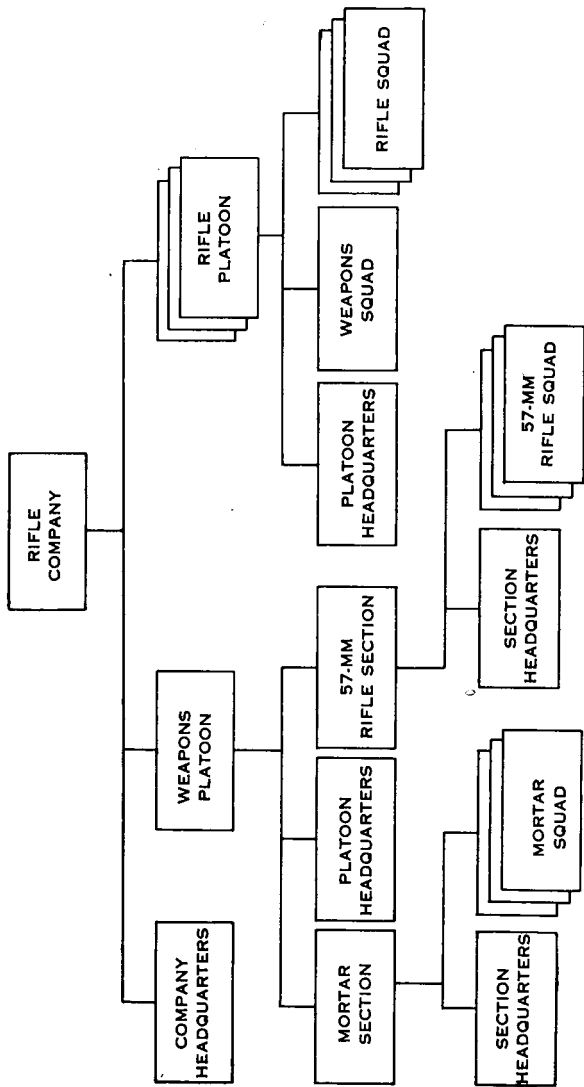 RIFLE
COMPANY
COMPANY
HEADQUARTERS
WEAPONS
PLATOON
RIFLE
PLATOON
MORTAR
SECTION
PLATOON
HEADQUARTERS
57-MM
RIFLE SECTION
PLATOON
HEADQUARTERS
WEAPONS
SQUAD
RIFLE SQUAD
SECTION
HEADQUARTERS
MORTAR
SQUAD
SECTION
HEADQUARTERS
57-MM
RIFLE SQUAD